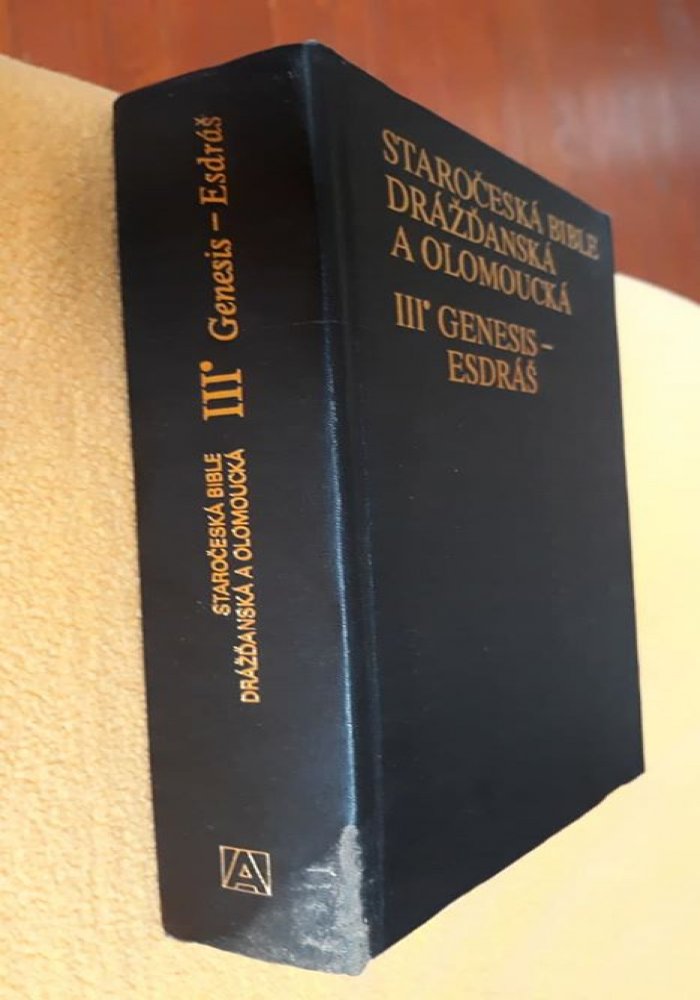 STAROČESKÁ BIBLE
DRÁŽĎANSKÁ
A OLOMOUCKÁ
III• GENESIS –
ESDRÁŠ
STAROČESKÁ BIBLE
DRÁŽĎANSKÁ A OLOMOUCKÁ
III• Genesis – Esdráš
A